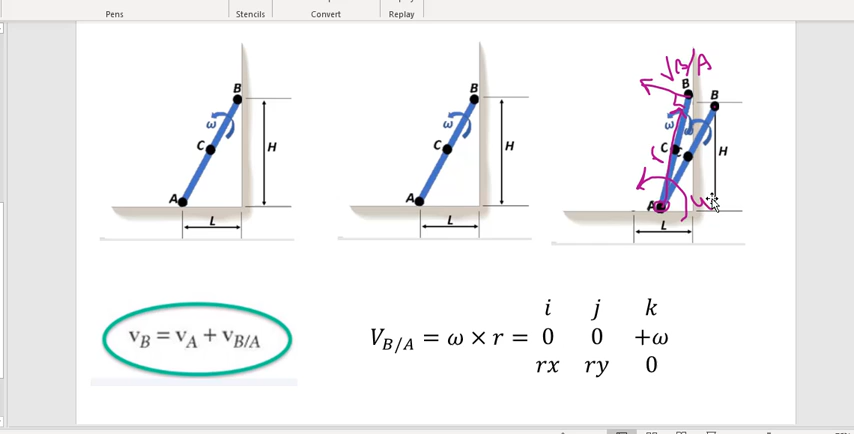 Pens Stencils Convert Replay
B ω C H A L
B ω C H A L
VB/A B B ω ω C C H r A L
vB = vA + vB/A
i j k
VB/A = ω × r = 0 0 +ω
rx ry 0